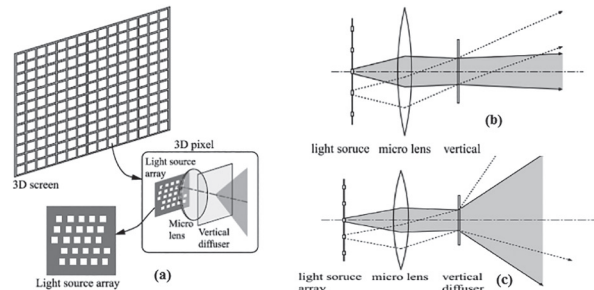 3D screen
3D pixel
Light source
array
Micro
lens
Vertical
diffuser
Light source array
(a)
light soruce
micro lens
vertical
(b)
light source
array
micro lens
vertical
diffuser
(c)